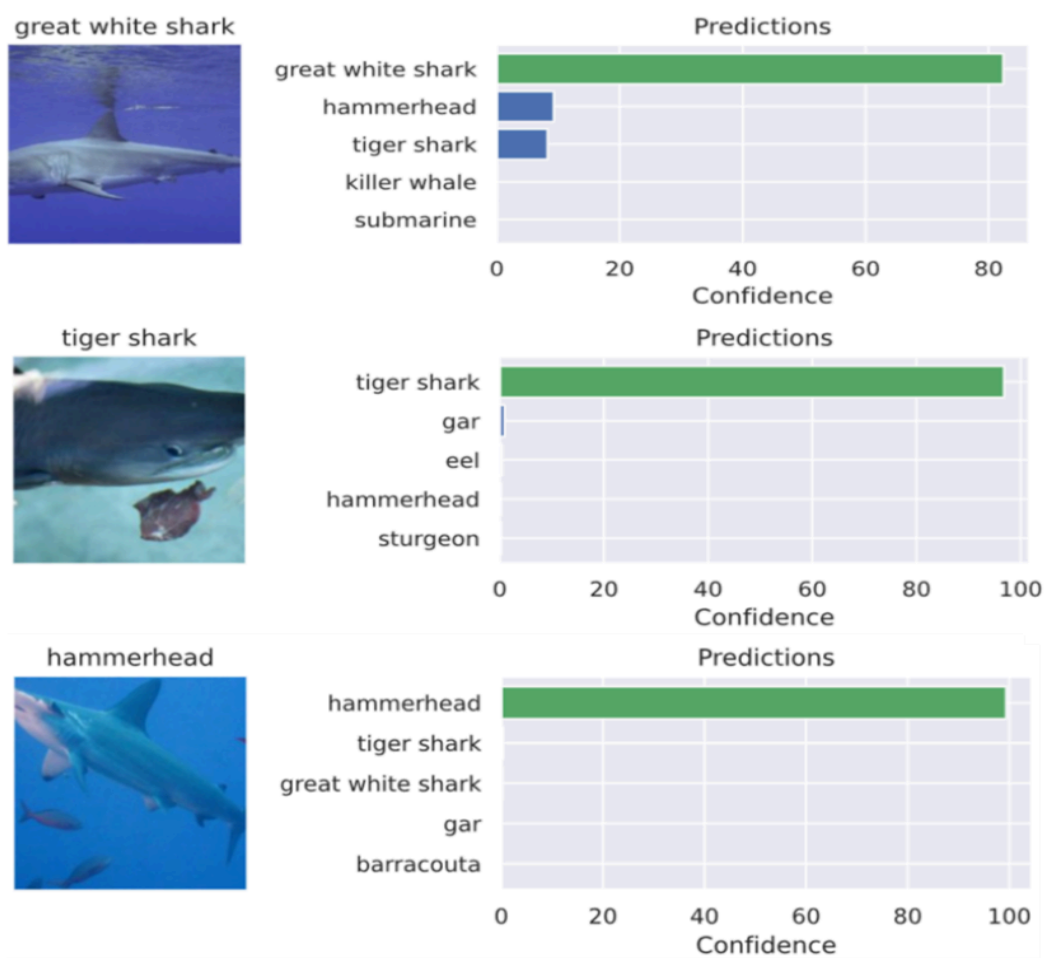 great white shark
Predictions
great white shark
hammerhead
tiger shark
killer whale
submarine
0 20 40 60 80
Confidence
tiger shark
Predictions
tiger shark
gar
eel
hammerhead
sturgeon
0 20 40 60 80 100
Confidence
hammerhead
Predictions
hammerhead
tiger shark
great white shark
gar
barracouta
0 20 40 60 80 100
Confidence